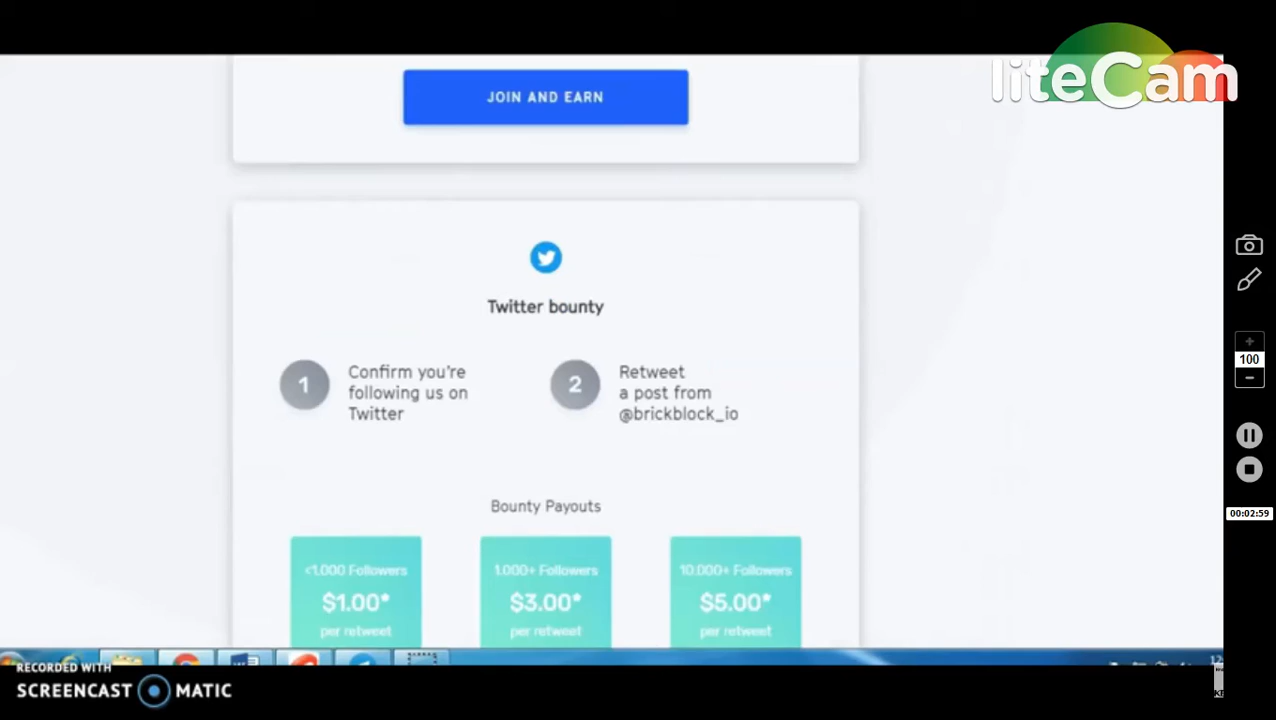 liteCam
JOIN AND EARN
Twitter bounty
1
Confirm you're
following us on
Twitter
2
Retweet
a post from
@brickblock_io
Bounty Payouts
<1.000 Followers
$1.00*
per retweet
1.000+ Followers
$3.00*
per retweet
10.000+ Followers
$5.00*
per retweet
100
00:02:59
RECORDED WITH
SCREENCAST MATIC